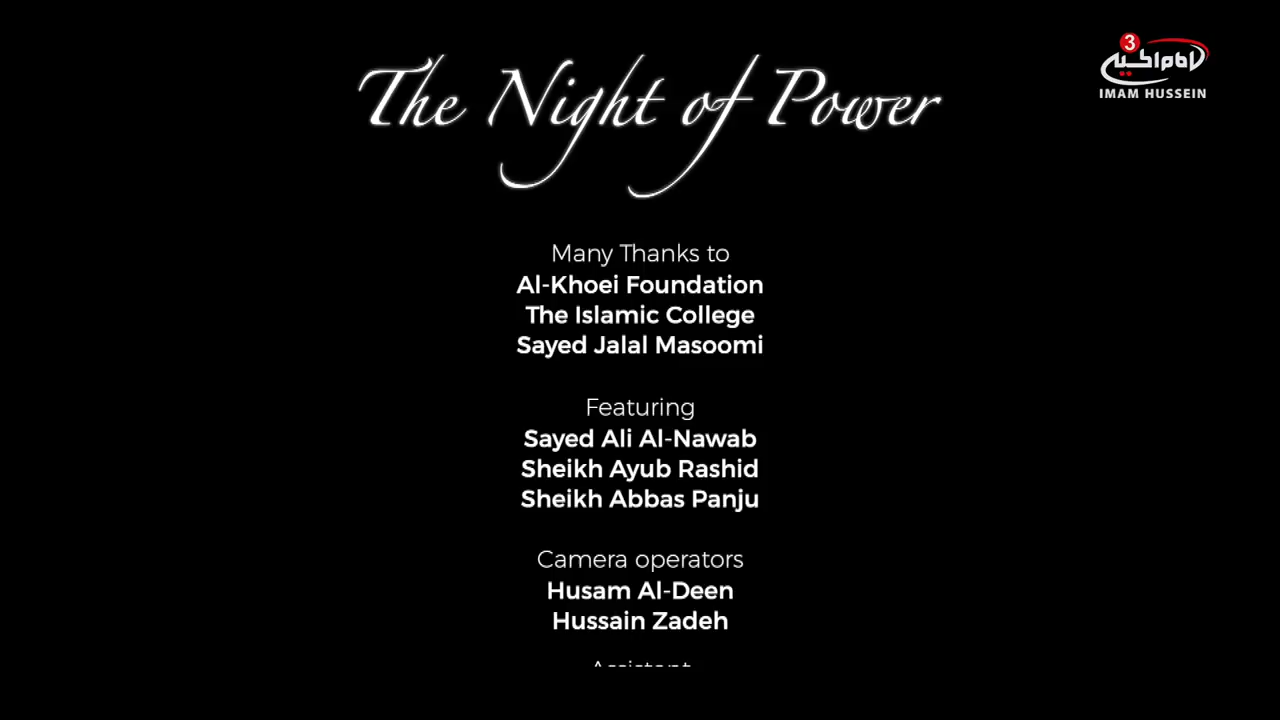 The Night of Power
3
IMAM HUSSEIN
Many Thanks to
Al-Khoei Foundation
The Islamic College
Sayed Jalal Masoomi
Featuring
Sayed Ali Al-Nawab
Sheikh Ayub Rashid
Sheikh Abbas Panju
Camera operators
Husam Al-Deen
Hussain Zadeh